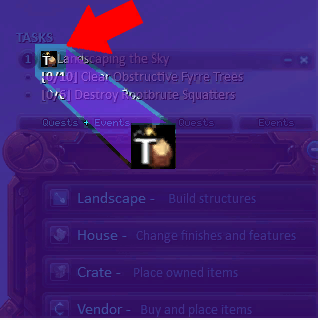 TASKS
1 T Landscaping the Sky
[0/10] Clear Obstructive Fyrre Trees
[0/6] Destroy Rootbrute Squatters
Quests + Events Quests Events
T
Landscape - Build structures
House - Change finishes and features
Crate - Place owned items
Vendor - Buy and place items